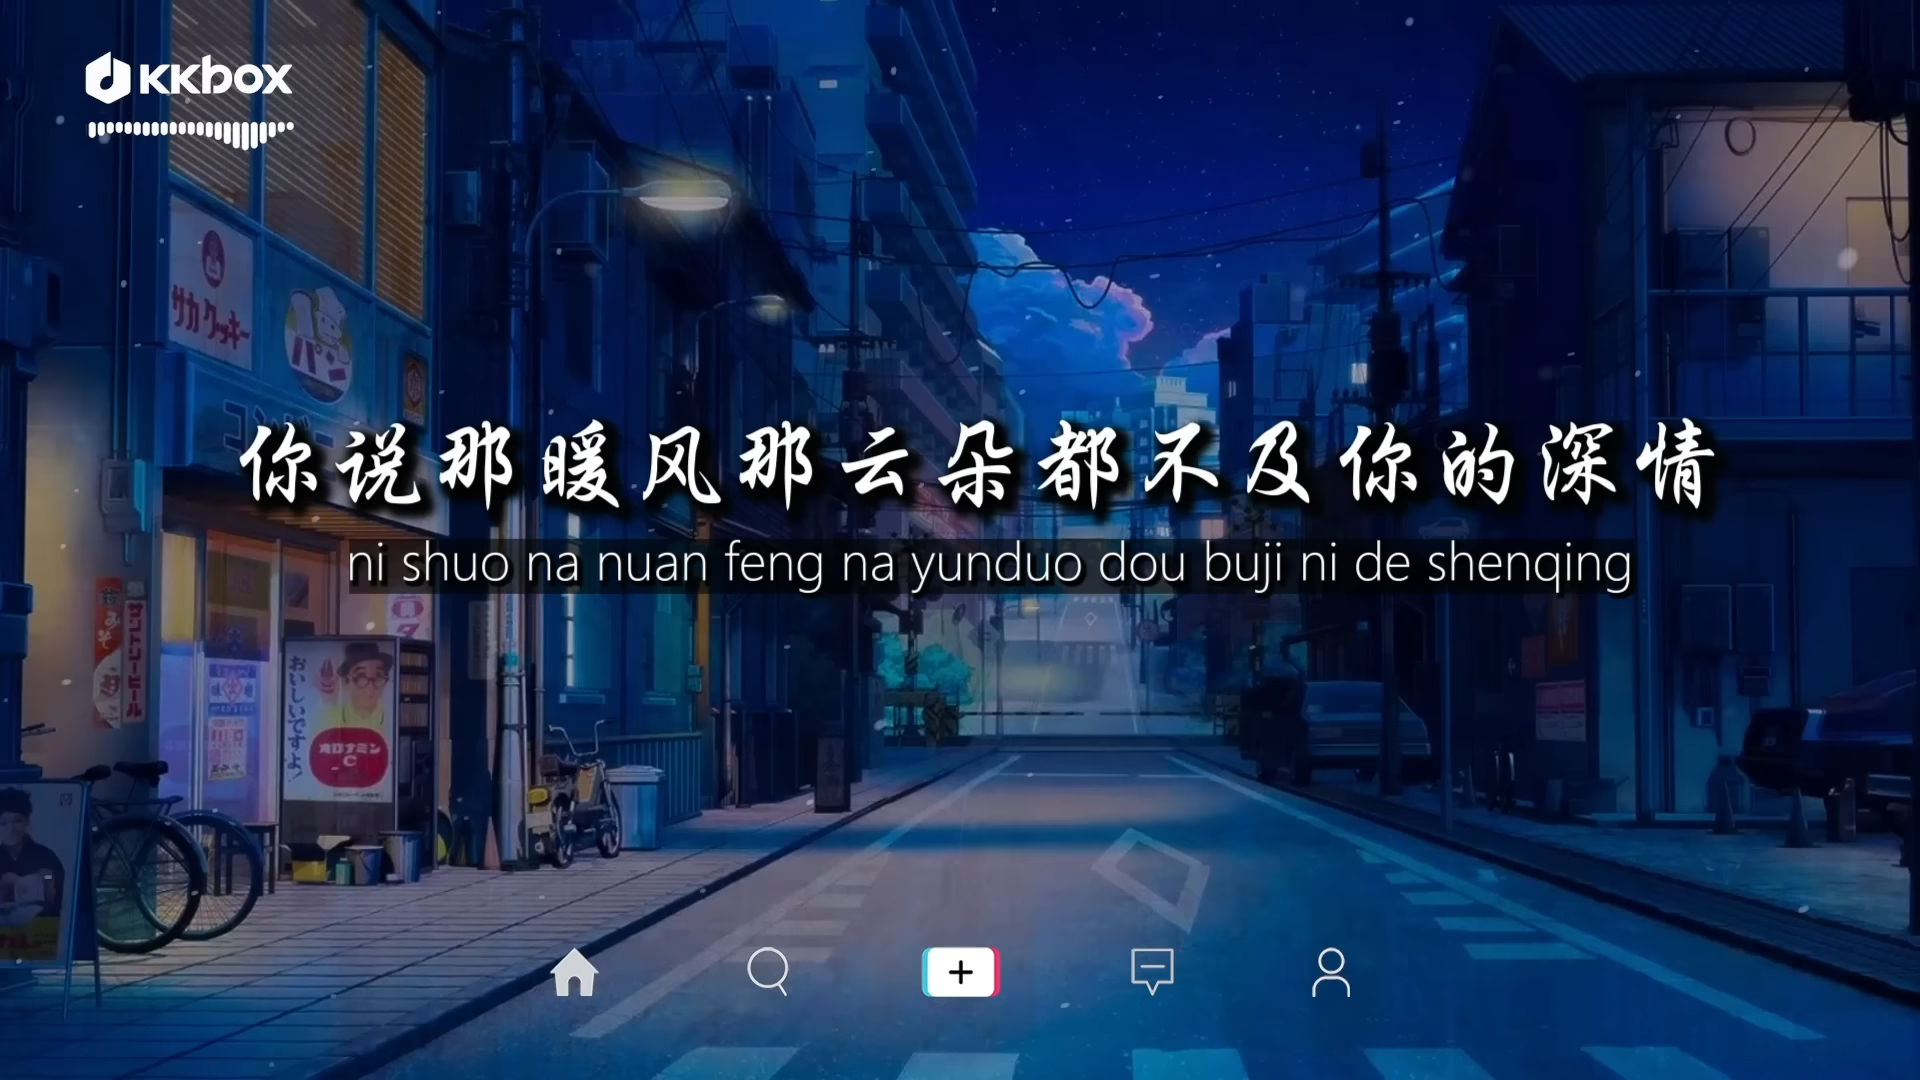 KKbox
サカ クッキー
パン
你说那暖风那云朵都不及你的深情
ni shuo na nuan feng na yunduo dou buji ni de shenqing
サントリービール
おいしいですよ!
オロナミン
C